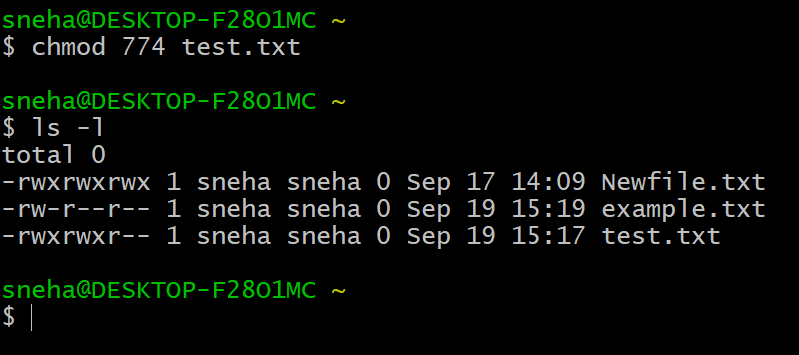 sneha@DESKTOP-F28O1MC ~
$ chmod 774 test.txt
sneha@DESKTOP-F28O1MC ~
$ ls -l
total 0
-rwxrwxrwx 1 sneha sneha 0 Sep 17 14:09 Newfile.txt
-rw-r--r-- 1 sneha sneha 0 Sep 19 15:19 example.txt
-rwxrwxr-- 1 sneha sneha 0 Sep 19 15:17 test.txt
sneha@DESKTOP-F28O1MC ~
$